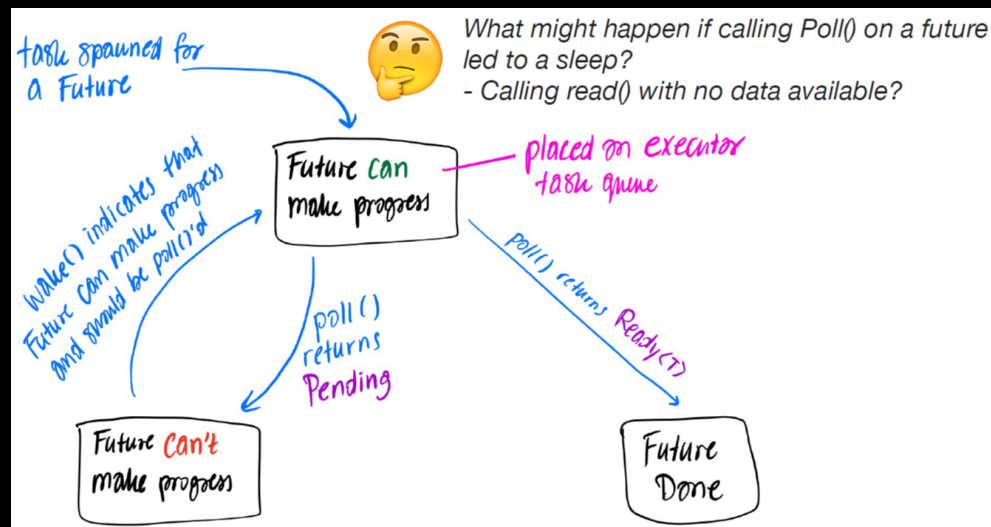 What might happen if calling Poll() on a future
led to a sleep?
- Calling read() with no data available?
task spawned for
a Future
Future can
make progress
placed on executor
task queue
wake() indicates that
Future can make progress
and should be poll()'d
poll()
returns
Pending
poll() returns Ready(T)
Future can't
make progress
Future
Done